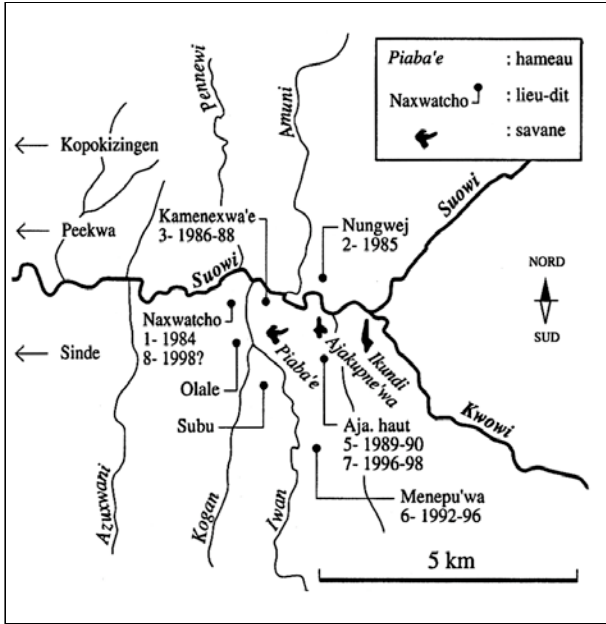 Piaba'e : hameau
Naxwatcho : lieu-dit
: savane
Pennewi
Amuni
Kopokizingen
Peekwa
Kamenexwa'e
3- 1986-88
Nungwej
2- 1985
Suowi
Suowi
NORD
SUD
Naxwatcho
1- 1984
8- 1998?
Sinde
Olale
Subu
Piaba'e
Ajakupne'wa
Ikundi
Kwowi
Aja. haut
5- 1989-90
7- 1996-98
Menepu'wa
6- 1992-96
Azuxwani
Kogan
Iwan
5 km